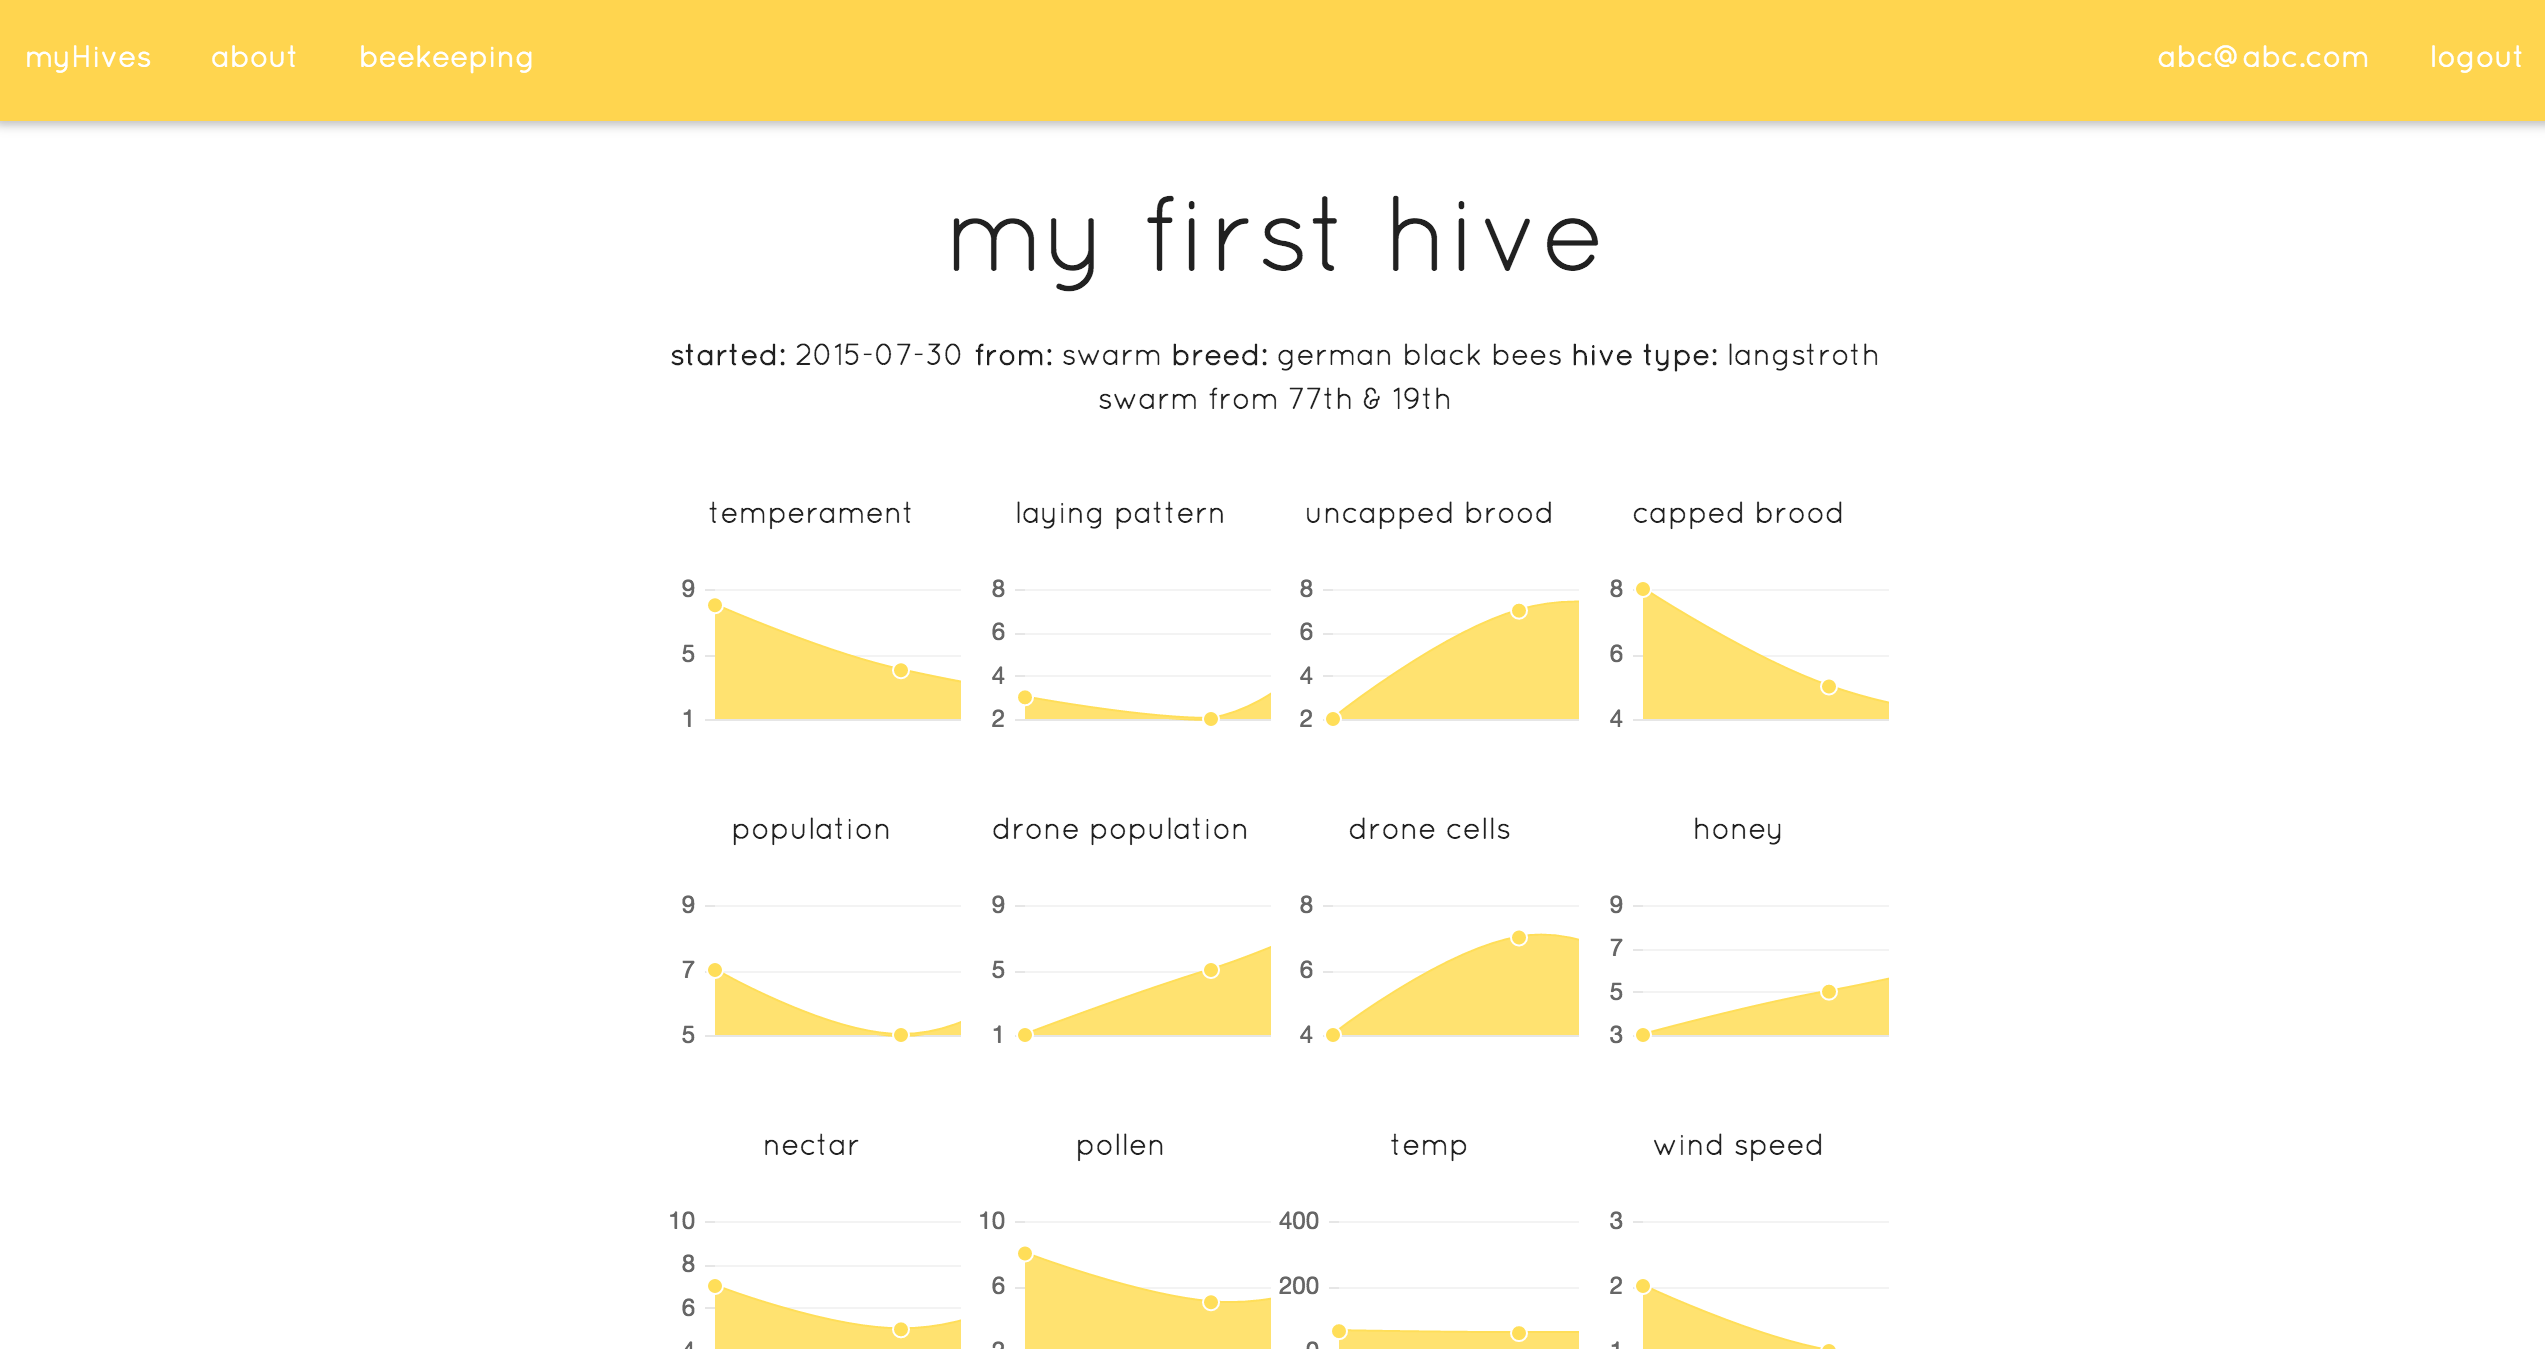 myHives about beekeeping abc@abc.com logout
my first hive
started: 2015-07-30 from: swarm breed: german black bees hive type: langstroth
swarm from 77th & 19th
temperament laying pattern uncapped brood capped brood
9 8 8 8
6 6
5 6
4 4
1 2 2 4
population drone population drone cells honey
9 9 8 9
7
7 5 6 5
5 1 4 3
nectar pollen temp wind speed
10 10 400 3
8
6 200 2
6